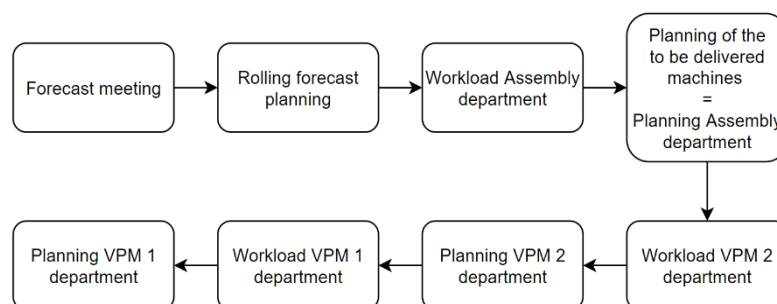 Forecast meeting
Rolling forecast
planning
Workload Assembly
department
Planning of the
to be delivered
machines
=
Planning Assembly
department
Workload VPM 2
department
Planning VPM 2
department
Workload VPM 1
department
Planning VPM 1
department